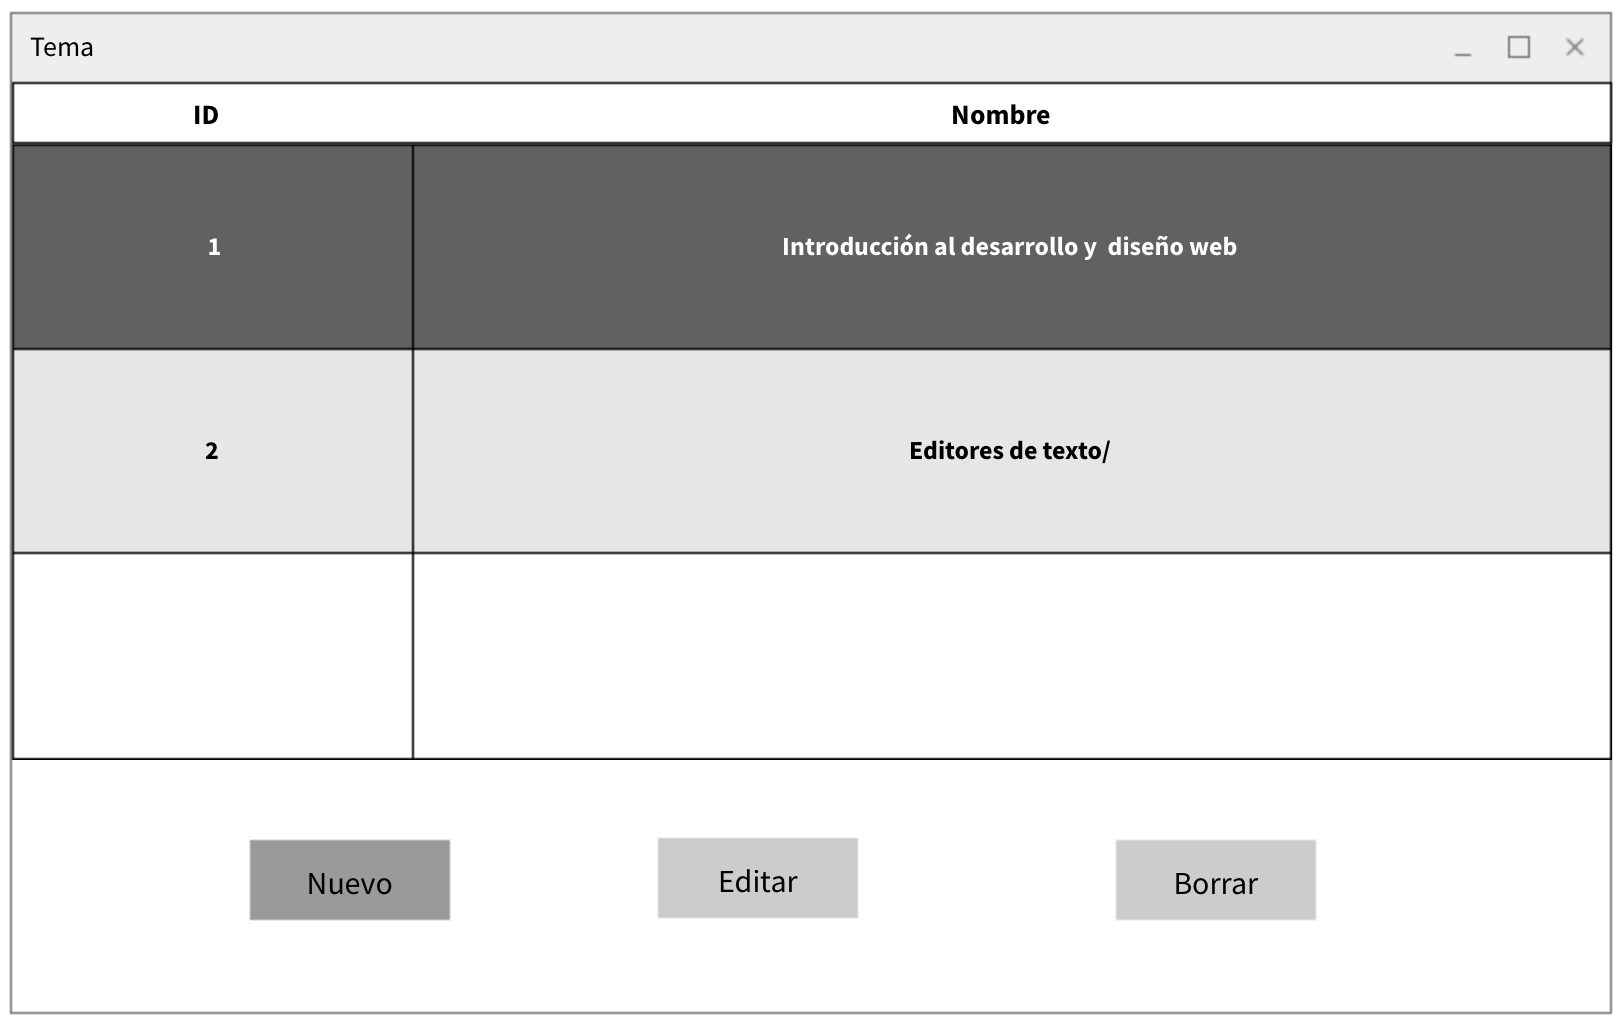 Tema
ID Nombre
1 Introducción al desarrollo y  diseño web
2 Editores de texto/
Nuevo Editar Borrar